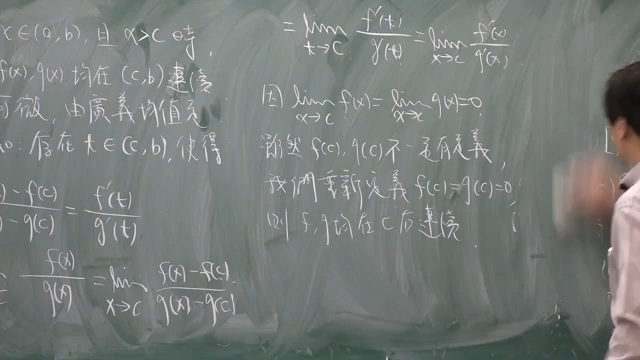 x∈(a,b), 且 x>c 時,
f(x), g(x) 均在 (c,b) 連續
可微, 由廣義均值定
知: 存在 t∈(c,b), 使得
)-f(c) / )-g(c) = f'(t) / g'(t)
f(x) / g(x) = lim x→c f(x)-f(c) / g(x)-g(c)
= lim t→c f'(t) / g'(t) = lim x→c f'(x) / g'(x)
因 lim x→c f(x) = lim x→c g(x) = 0,
雖然 f(c), g(c) 不一定有定義,
我們重新定義 f(c)=g(c)=0
則 f, g 均在 c 右連續